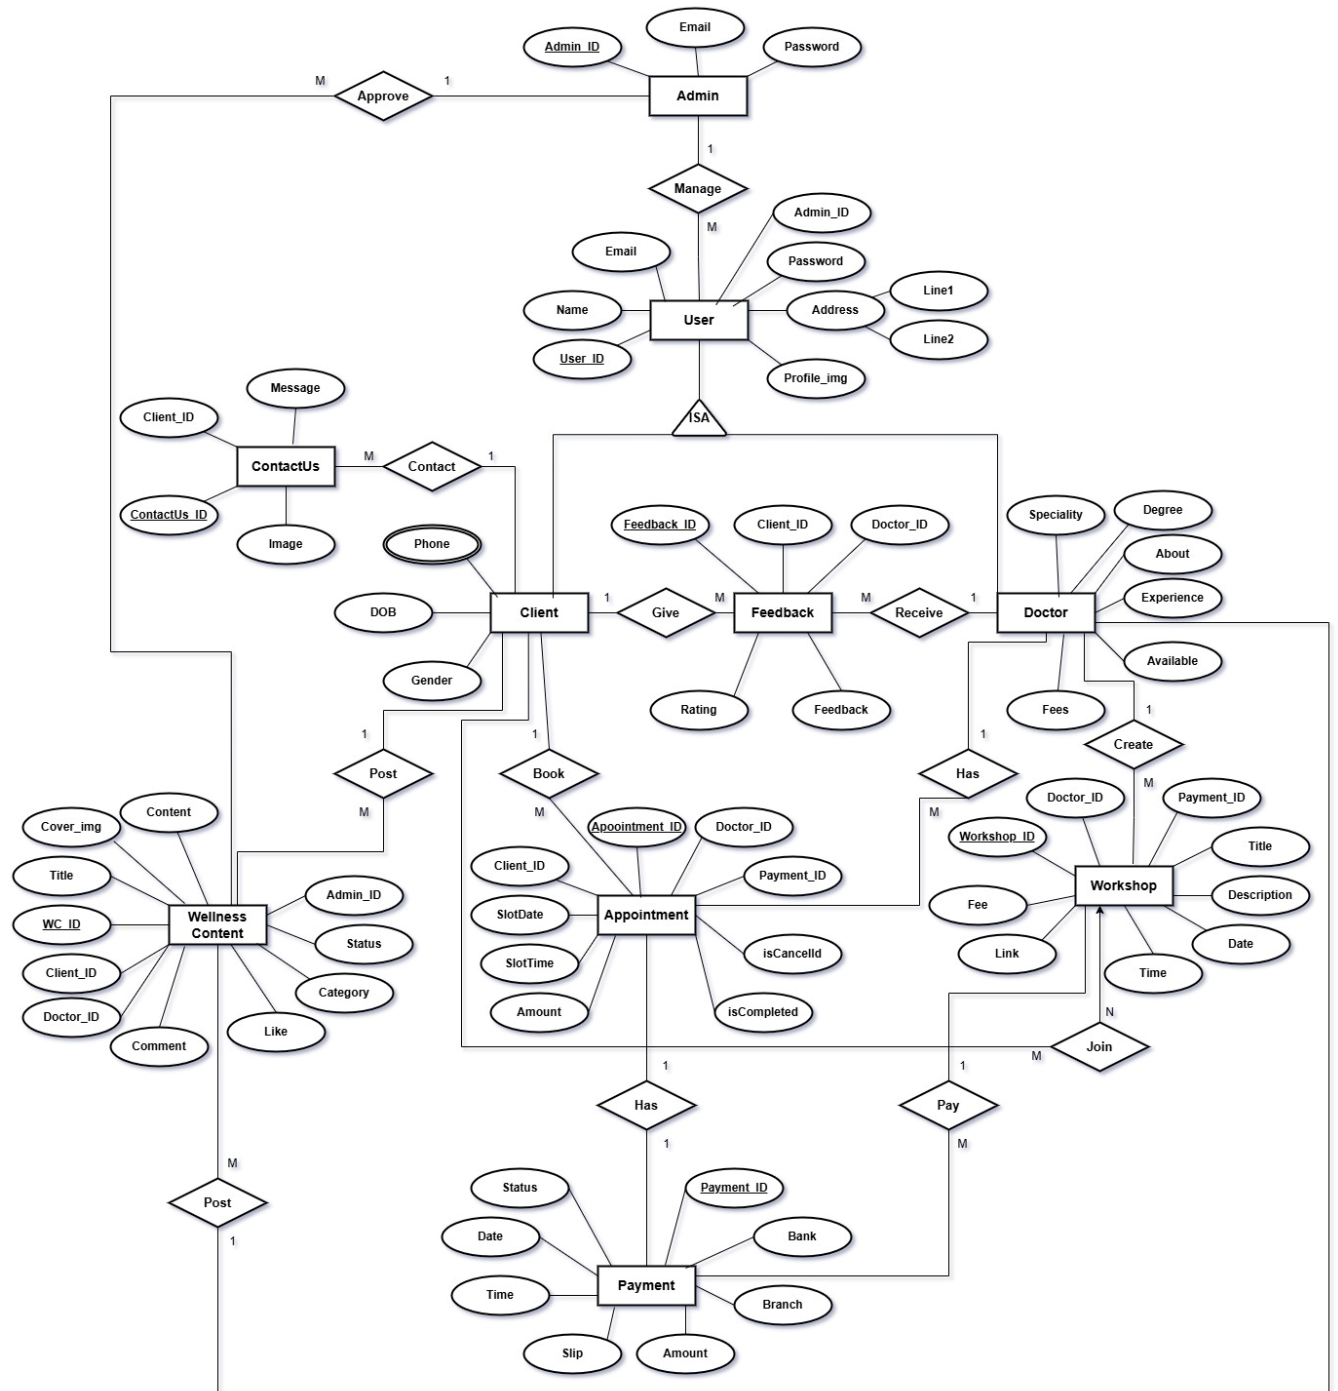 Email
Admin_ID
Password
M
1
Approve
Admin
1
Manage
M
Admin_ID
Email
Password
Name
Address
Line1
User
Line2
User_ID
Profile_img
Message
Client_ID
ISA
M
1
ContactUs
Contact
ContactUs_ID
Image
Phone
Feedback_ID
Client_ID
Doctor_ID
Speciality
Degree
About
Experience
DOB
Client
1
Give
M
Feedback
M
Receive
1
Doctor
Available
Gender
Rating
Feedback
Fees
1
1
1
1
Post
Book
Has
Create
M
M
M
M
Cover_img
Content
Apoointment_ID
Doctor_ID
Doctor_ID
Payment_ID
Workshop_ID
Title
Title
Client_ID
Payment_ID
Workshop
Description
Admin_ID
WC_ID
Wellness
Content
SlotDate
Appointment
Fee
Status
Link
Date
Client_ID
SlotTime
isCancelld
Time
Category
Doctor_ID
Amount
isCompleted
N
Comment
Like
M
Join
1
1
Has
Pay
1
M
M
Post
1
Status
Payment_ID
Date
Bank
Time
Payment
Branch
Slip
Amount